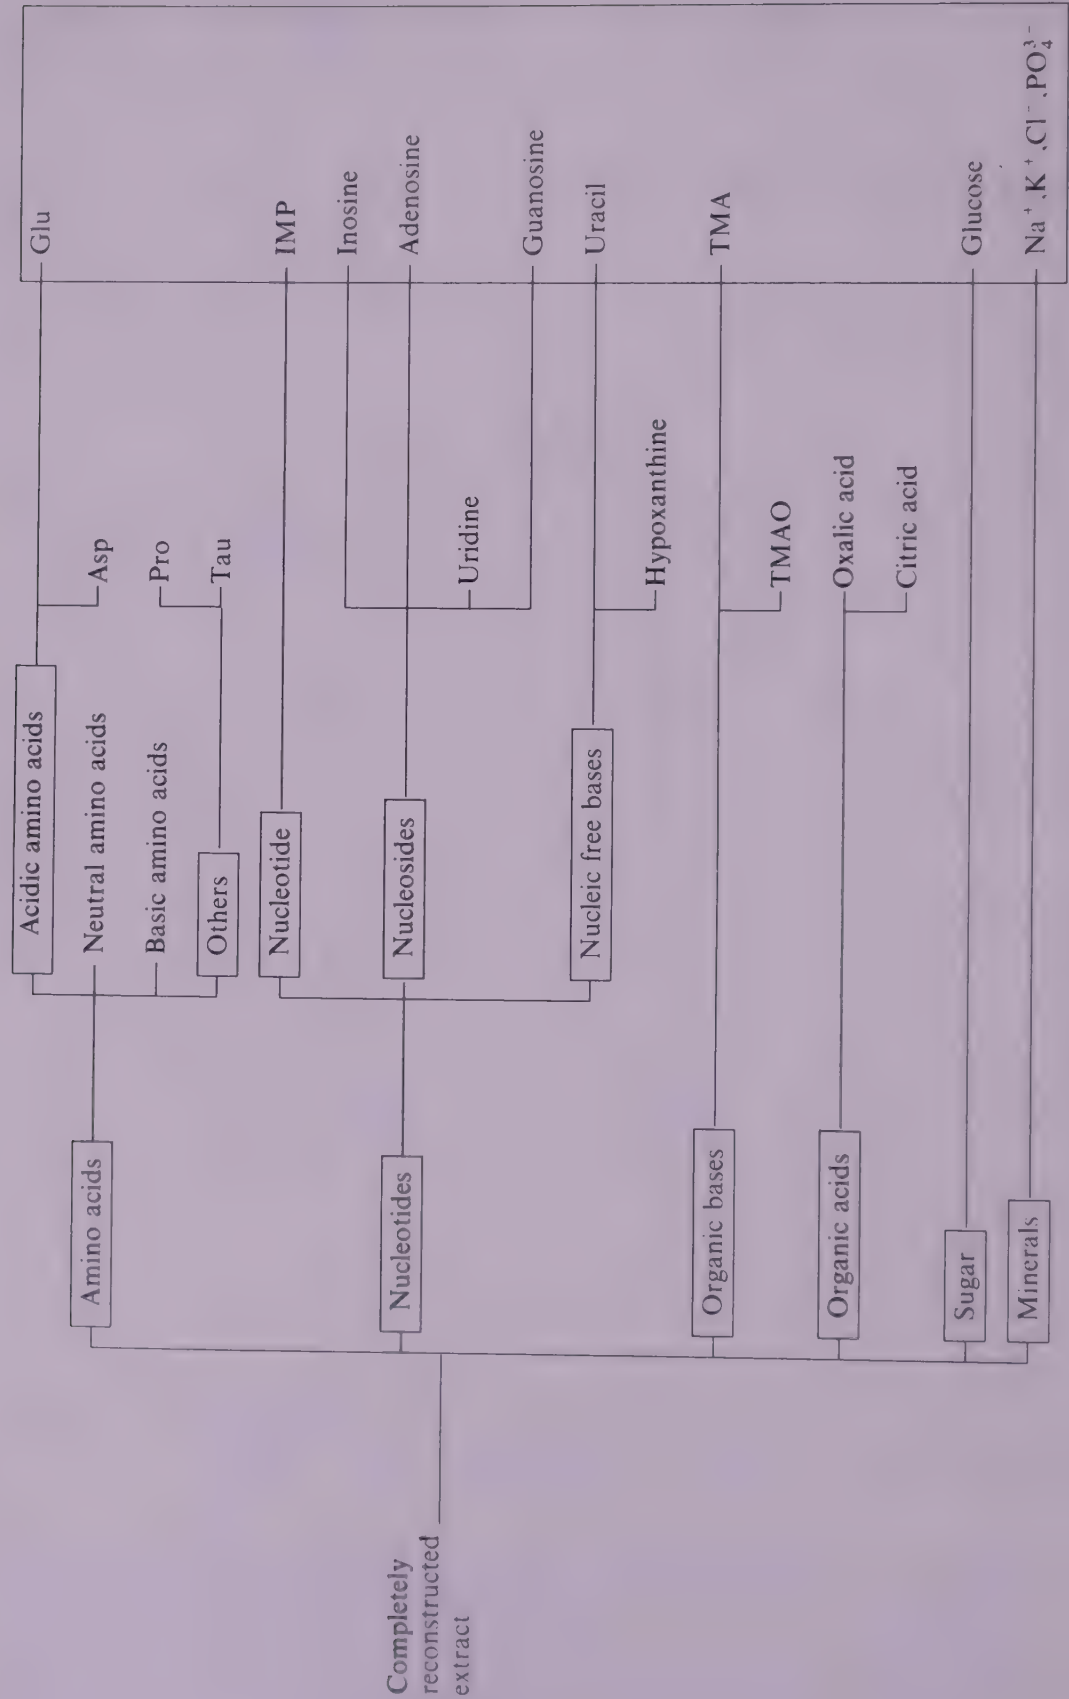 Completely
reconstructed
extract
Amino acids
Nucleotides
Organic bases
Organic acids
Sugar
Minerals
Acidic amino acids
Neutral amino acids
Basic amino acids
Others
Nucleotide
Nucleosides
Nucleic free bases
Asp
Pro
Tau
Uridine
Hypoxanthine
TMAO
Oxalic acid
Citric acid
Glu
IMP
Inosine
Adenosine
Guanosine
Uracil
TMA
Glucose
Na⁺,K⁺,Cl⁻,PO₄³⁻